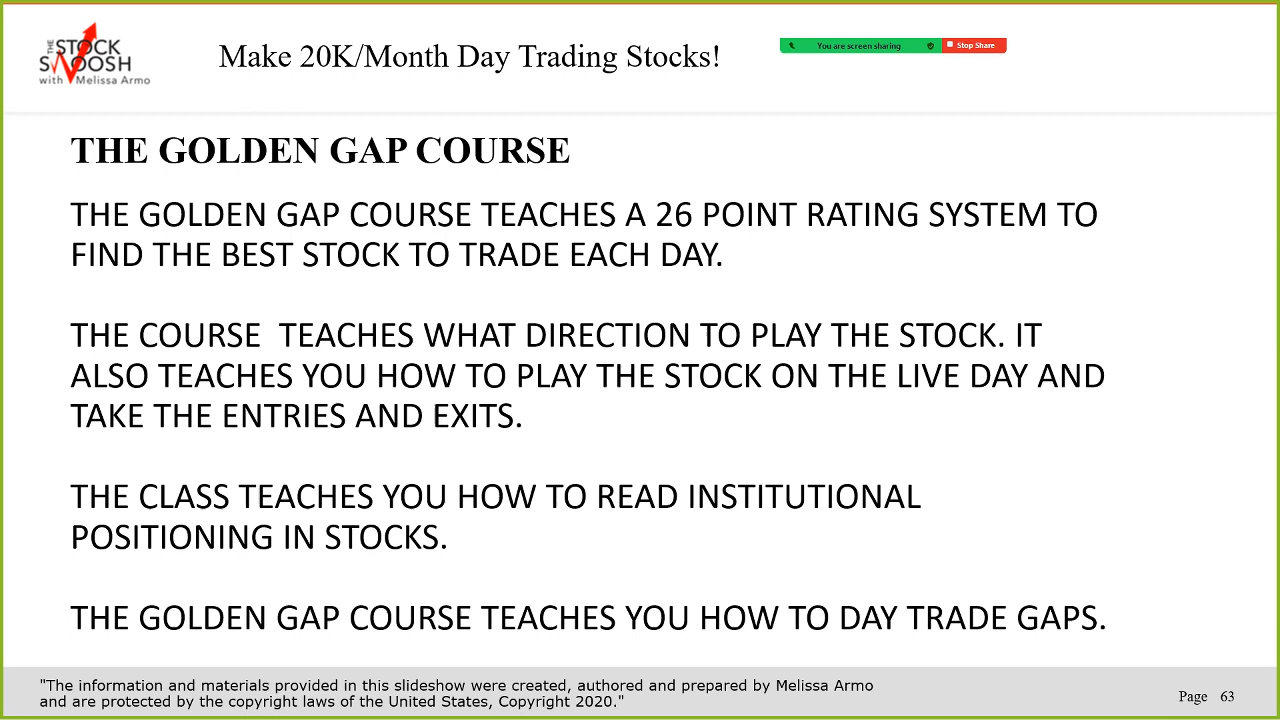 THE
STOCK
SWOOSH
with Melissa Armo
Make 20K/Month Day Trading Stocks!
You are screen sharing
Stop Share
THE GOLDEN GAP COURSE
THE GOLDEN GAP COURSE TEACHES A 26 POINT RATING SYSTEM TO
FIND THE BEST STOCK TO TRADE EACH DAY.
THE COURSE  TEACHES WHAT DIRECTION TO PLAY THE STOCK. IT
ALSO TEACHES YOU HOW TO PLAY THE STOCK ON THE LIVE DAY AND
TAKE THE ENTRIES AND EXITS.
THE CLASS TEACHES YOU HOW TO READ INSTITUTIONAL
POSITIONING IN STOCKS.
THE GOLDEN GAP COURSE TEACHES YOU HOW TO DAY TRADE GAPS.
"The information and materials provided in this slideshow were created, authored and prepared by Melissa Armo
and are protected by the copyright laws of the United States, Copyright 2020."
Page 63